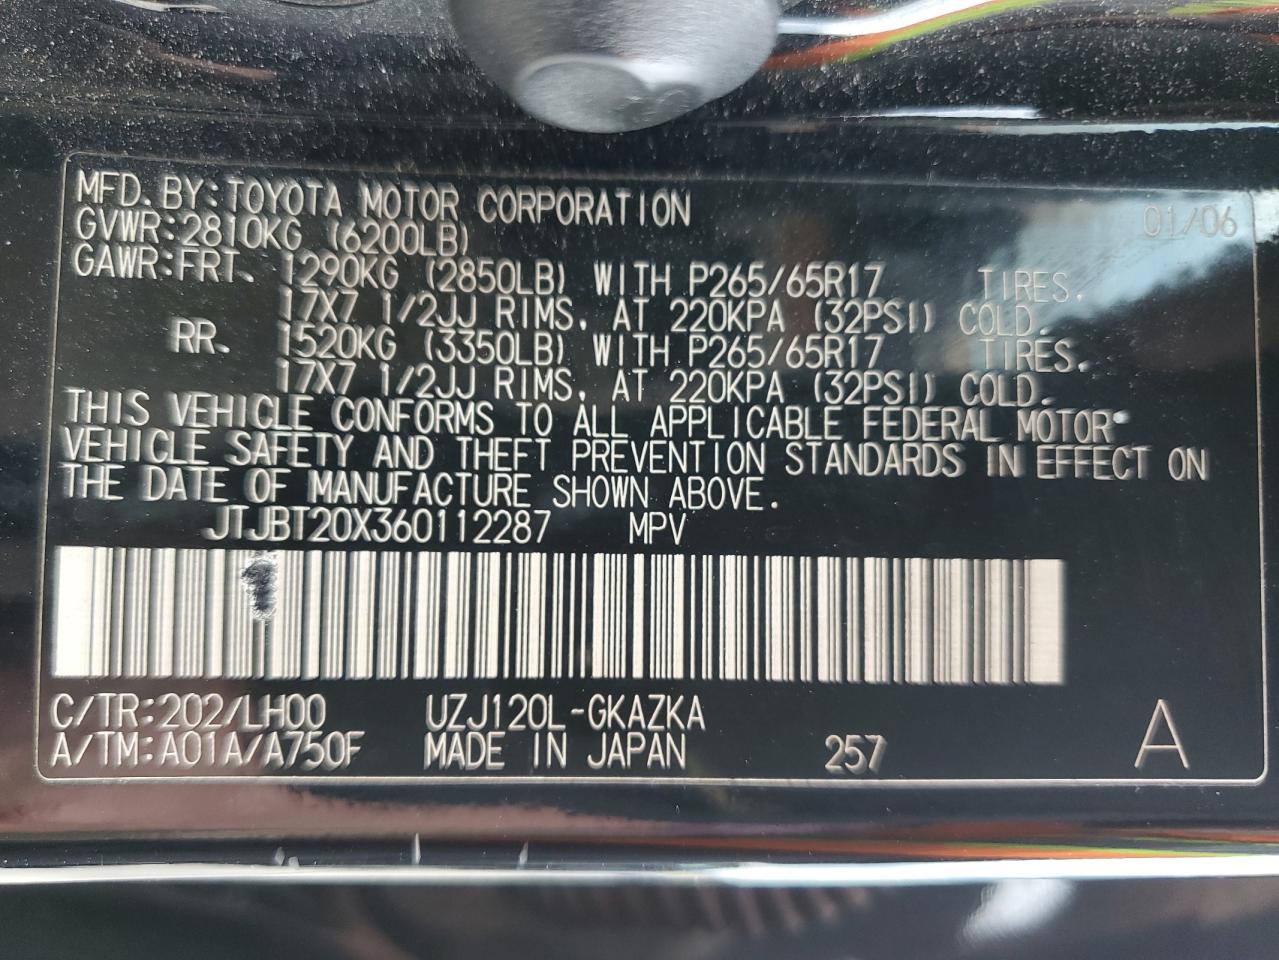 MFD. BY: TOYOTA MOTOR CORPORATION 01/06
GVWR: 2810KG (6200LB)
GAWR: FRT. 1290KG (2850LB) WITH P265/65R17 TIRES.
17X7 1/2JJ RIMS, AT 220KPA (32PSI) COLD.
RR. 1520KG (3350LB) WITH P265/65R17 TIRES.
17X7 1/2JJ RIMS, AT 220KPA (32PSI) COLD.
THIS VEHICLE CONFORMS TO ALL APPLICABLE FEDERAL MOTOR
VEHICLE SAFETY AND THEFT PREVENTION STANDARDS IN EFFECT ON
THE DATE OF MANUFACTURE SHOWN ABOVE.
JTJBT20X360112287 MPV
C/TR: 202/LH00 UZJ120L-GKAZKA
A/TM: A01A/A750F MADE IN JAPAN 257 A